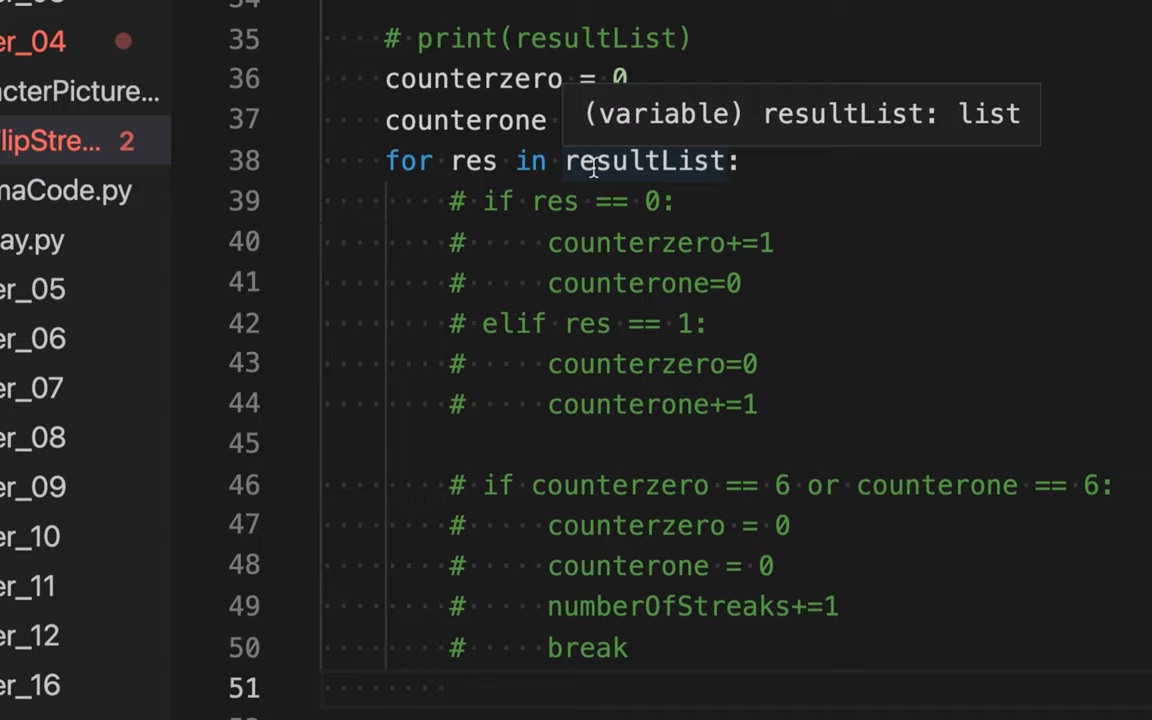 er_04
acterPicture...
lipStre... 2
maCode.py
ay.py
er_05
er_06
er_07
er_08
er_09
er_10
er_11
er_12
er_16
35 # print(resultList)
36 counterzero = 0
37 counterone
(variable) resultList: list
38 for res in resultList:
39 # if res == 0:
40 # counterzero+=1
41 # counterone=0
42 # elif res == 1:
43 # counterzero=0
44 # counterone+=1
45
46 # if counterzero == 6 or counterone == 6:
47 # counterzero = 0
48 # counterone = 0
49 # numberOfStreaks+=1
50 # break
51